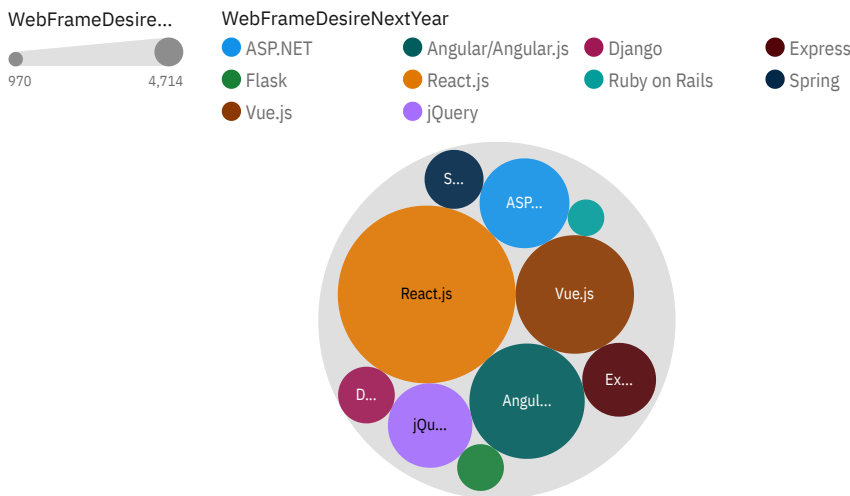 WebFrameDesire...
970
4,714
WebFrameDesireNextYear
ASP.NET
Angular/Angular.js
Django
Express
Flask
React.js
Ruby on Rails
Spring
Vue.js
jQuery
S...
ASP...
React.js
Vue.js
Ex...
D...
Angul...
jQu...